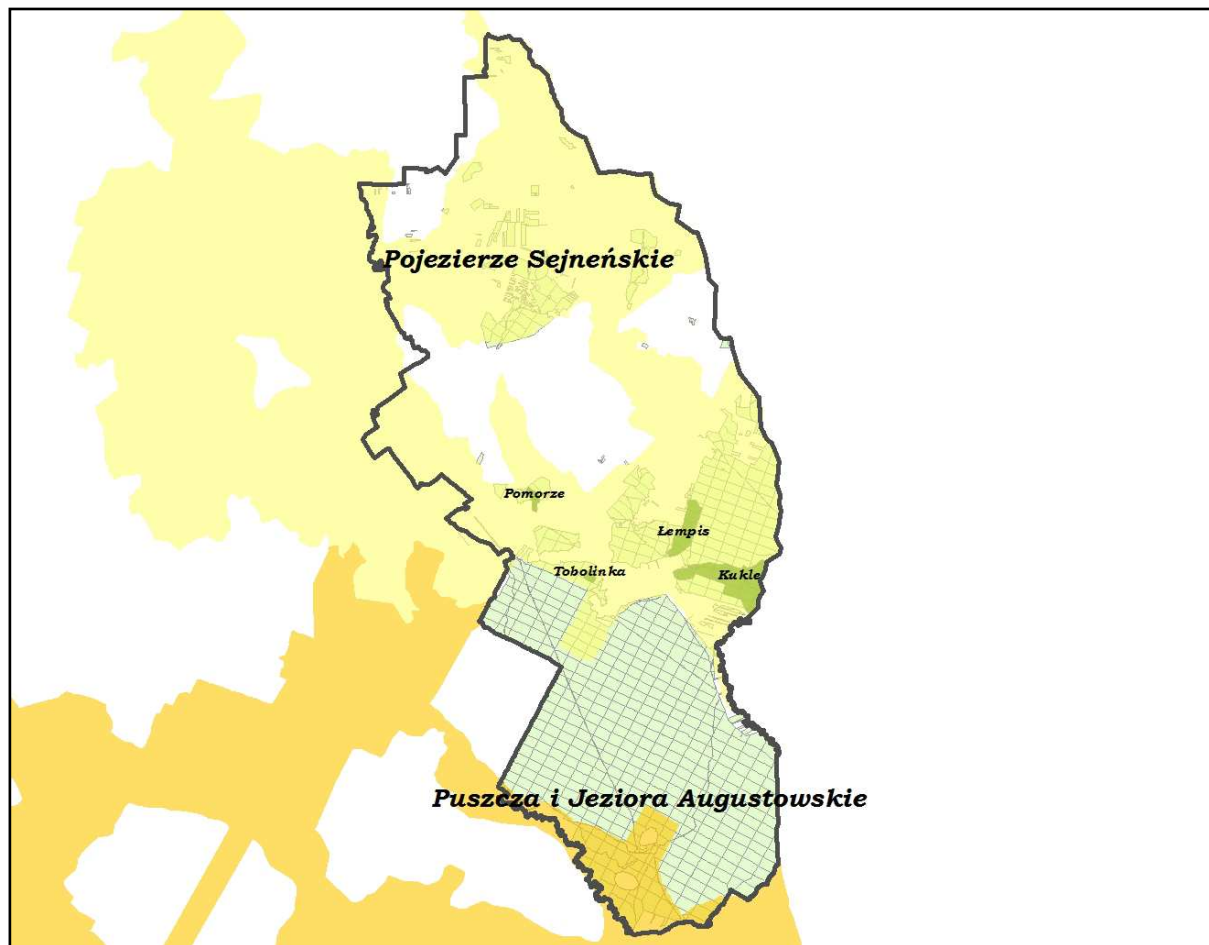 Pojezierze Sejneńskie
Pomorze
Łempis
Tobolinka
Kukle
Puszcza i Jeziora Augustowskie